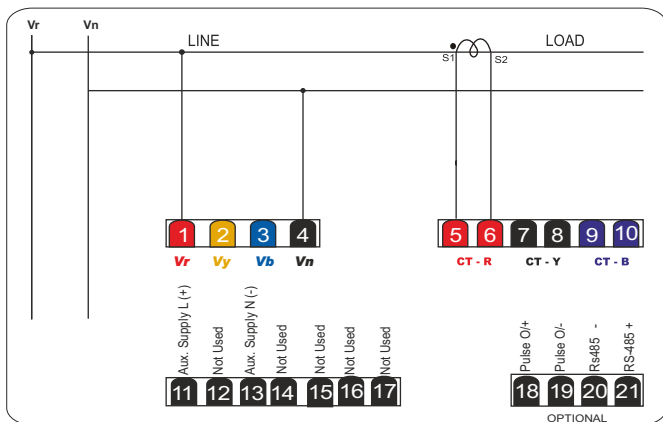 Vr Vn
LINE
LOAD
S1 S2
1 2 3 4
5 6 7 8 9 10
Vr Vy Vb Vn
CT - R CT - Y CT - B
Aux. Supply L (+)
Not Used
Aux. Supply N (-)
Not Used
Not Used
Not Used
Not Used
Pulse O/+
Pulse O/-
Rs485 -
RS-485 +
11 12 13 14 15 16 17
18 19 20 21
OPTIONAL